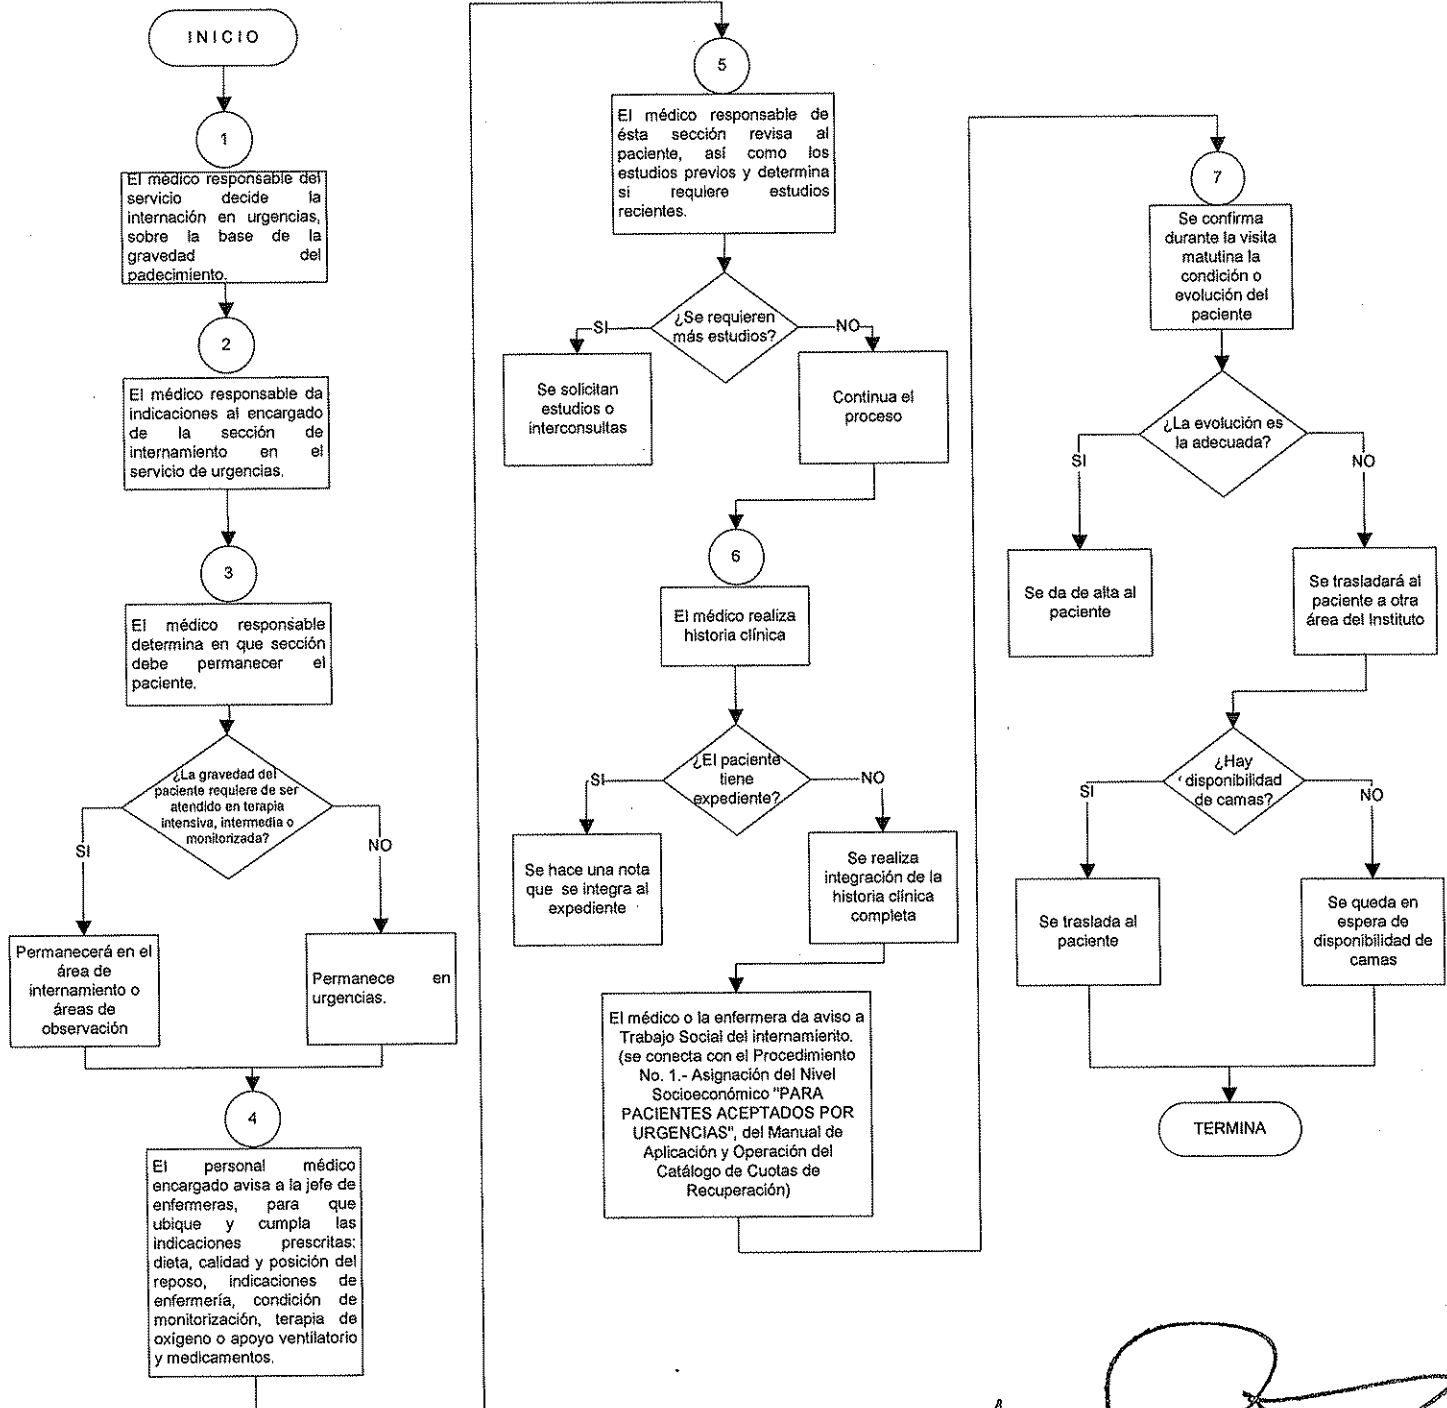 INICIO
1
El médico responsable del
servicio decide la
internación en urgencias,
sobre la base de la
gravedad del
padecimiento.
2
El médico responsable da
indicaciones al encargado
de la sección de
internamiento en el
servicio de urgencias.
3
El médico responsable
determina en que sección
debe permanecer el
paciente.
¿La gravedad del
paciente requiere de ser
atendido en terapia
intensiva, intermedia o
monitorizada?
SI
NO
Permanecerá en el
área de
internamiento o
áreas de
observación
Permanece en
urgencias.
4
El personal médico
encargado avisa a la jefe de
enfermeras, para que
ubique y cumpla las
indicaciones prescritas:
dieta, calidad y posición del
reposo, indicaciones de
enfermería, condición de
monitorización, terapia de
oxígeno o apoyo ventilatorio
y medicamentos.
5
El médico responsable de
ésta sección revisa al
paciente, así como los
estudios previos y determina
si requiere estudios
recientes.
¿Se requieren
más estudios?
SI
NO
Se solicitan
estudios o
interconsultas
Continua el
proceso
6
El médico realiza
historia clínica
¿El paciente
tiene
expediente?
SI
NO
Se hace una nota
que se integra al
expediente
Se realiza
integración de la
historia clínica
completa
El médico o la enfermera da aviso a
Trabajo Social del internamiento.
(se conecta con el Procedimiento
No. 1.- Asignación del Nivel
Socioeconómico "PARA
PACIENTES ACEPTADOS POR
URGENCIAS", del Manual de
Aplicación y Operación del
Catálogo de Cuotas de
Recuperación)
7
Se confirma
durante la visita
matutina la
condición o
evolución del
paciente
¿La evolución es
la adecuada?
SI
NO
Se da de alta al
paciente
Se trasladará al
paciente a otra
área del Instituto
¿Hay
disponibilidad
de camas?
SI
NO
Se traslada al
paciente
Se queda en
espera de
disponibilidad de
camas
TERMINA